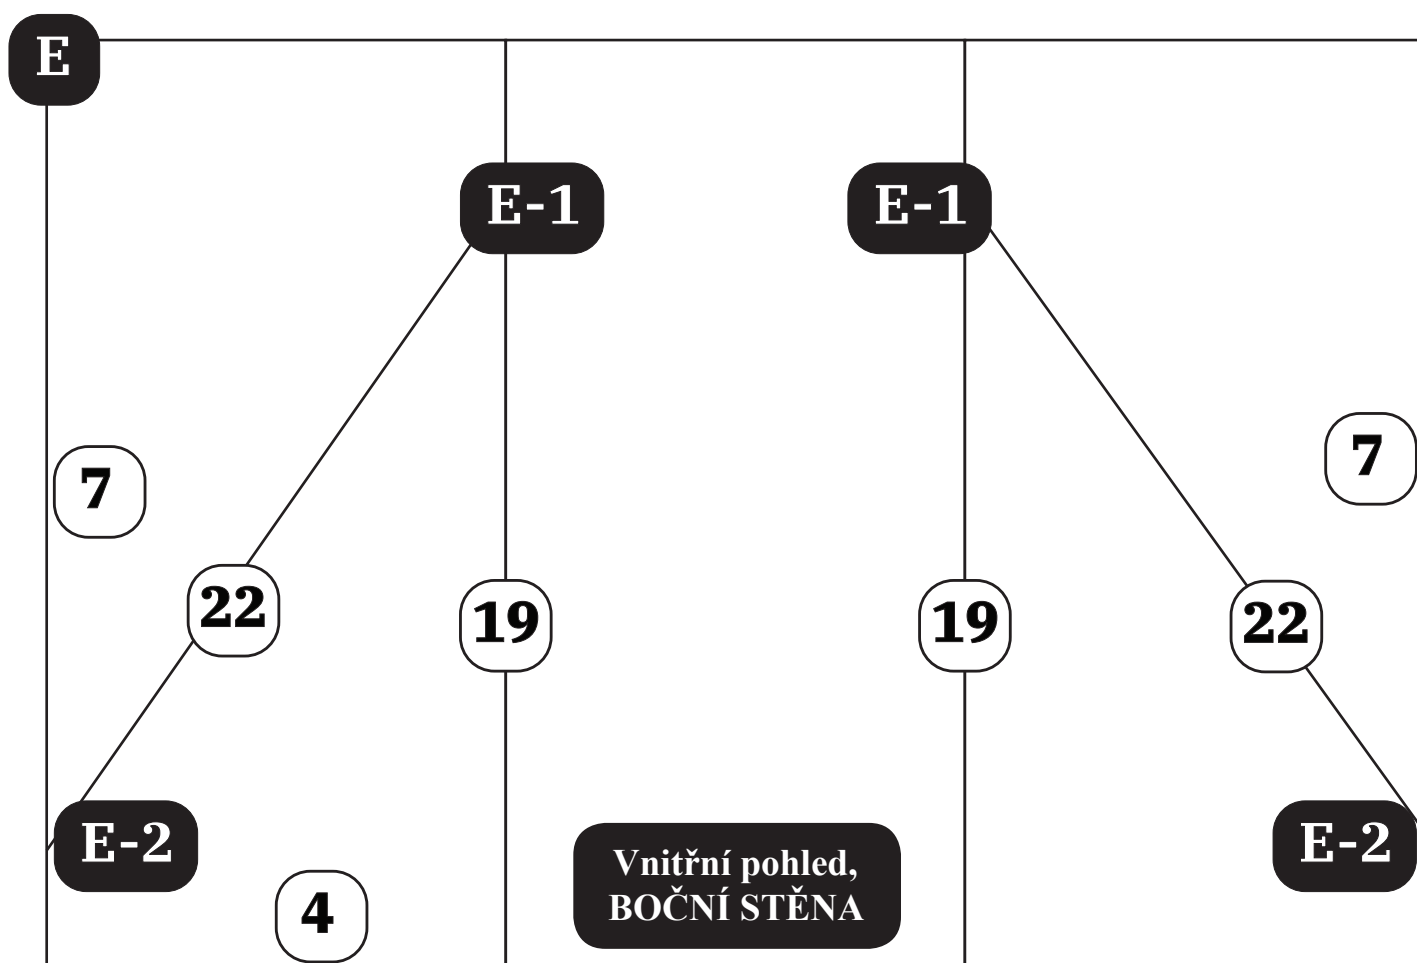 E
E-1 E-1
7 7
22 19 19 22
E-2 E-2
Vnitřní pohled,
BOČNÍ STĚNA
4